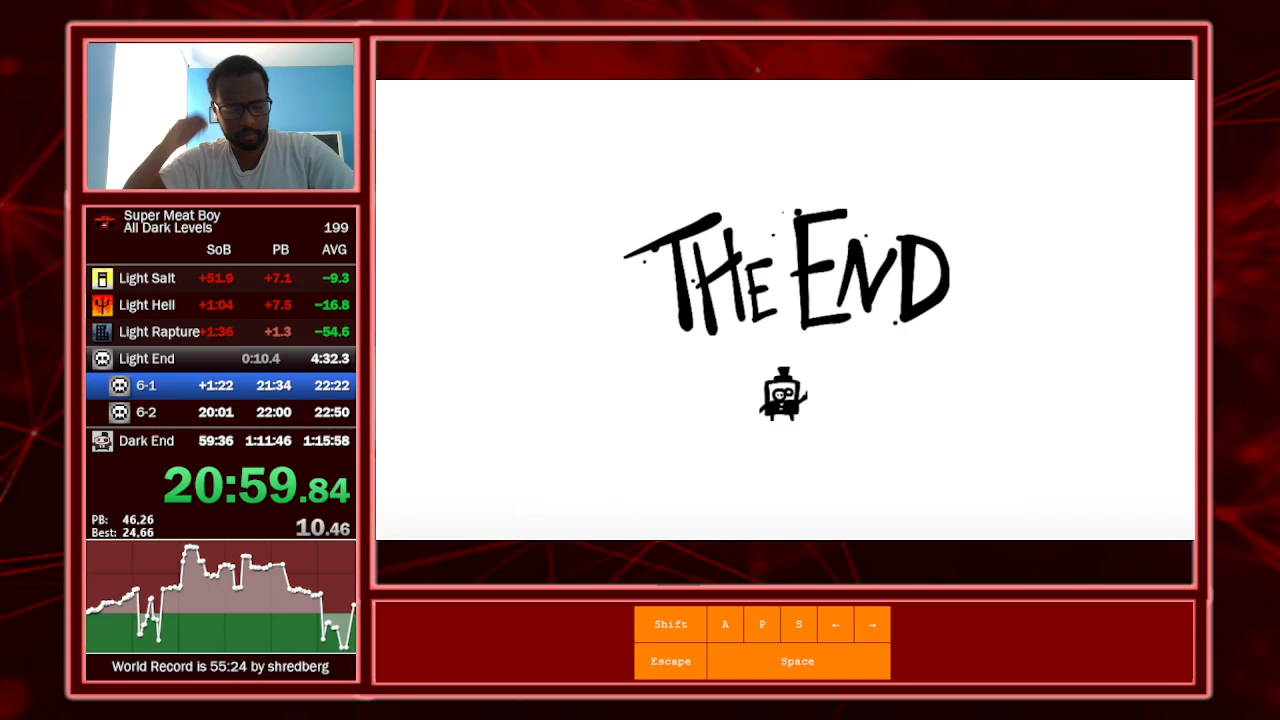 Super Meat Boy
All Dark Levels 199
SoB PB AVG
Light Salt +51.9 +7.1 -9.3
Light Hell +1:04 +7.5 -16.8
Light Rapture +1:36 +1.3 -54.6
Light End 0:10.4 4:32.3
6-1 +1:22 21:34 22:22
6-2 20:01 22:00 22:50
Dark End 59:36 1:11:46 1:15:58
20:59.84
PB: 46.26
Best: 24.66
10.46
World Record is 55:24 by shredberg
THE END
Shift A P S ← →
Escape Space